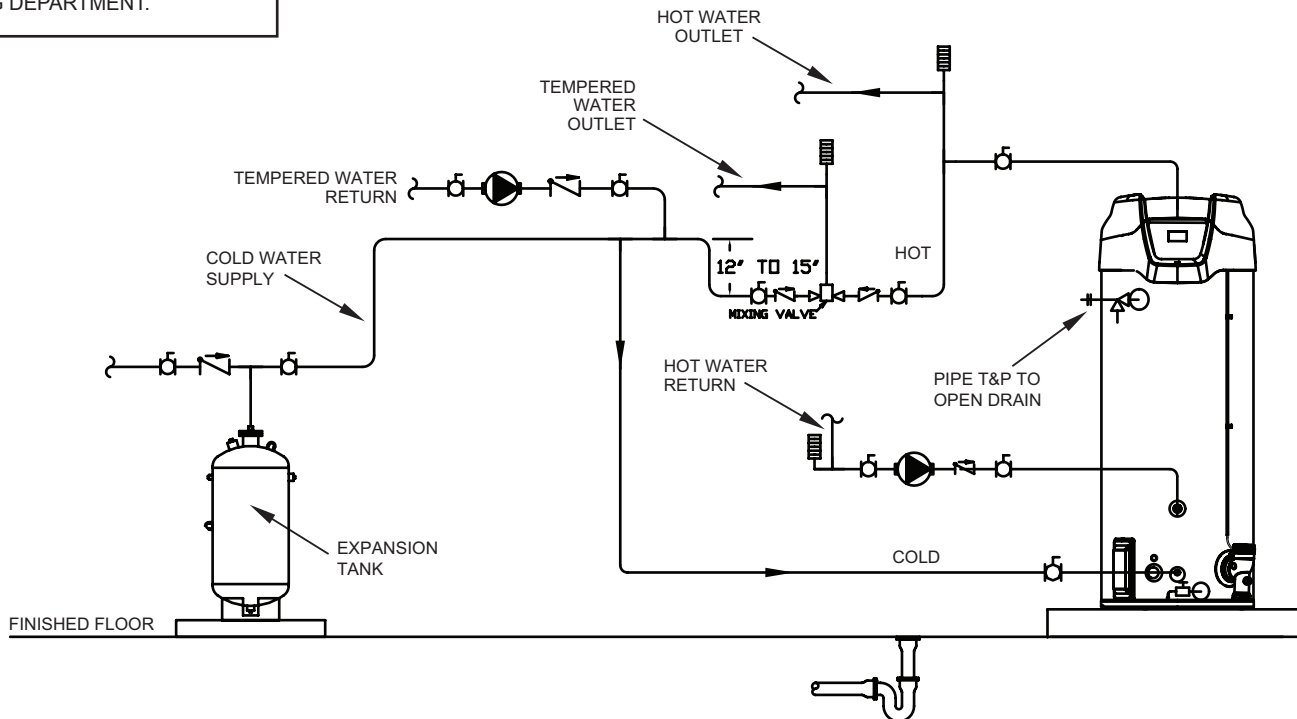 DEPARTMENT.
HOT WATER
OUTLET
TEMPERED
WATER
OUTLET
TEMPERED WATER
RETURN
COLD WATER
SUPPLY
12" TO 15"
HOT
MIXING VALVE
HOT WATER
RETURN
PIPE T&P TO
OPEN DRAIN
EXPANSION
TANK
COLD
FINISHED FLOOR